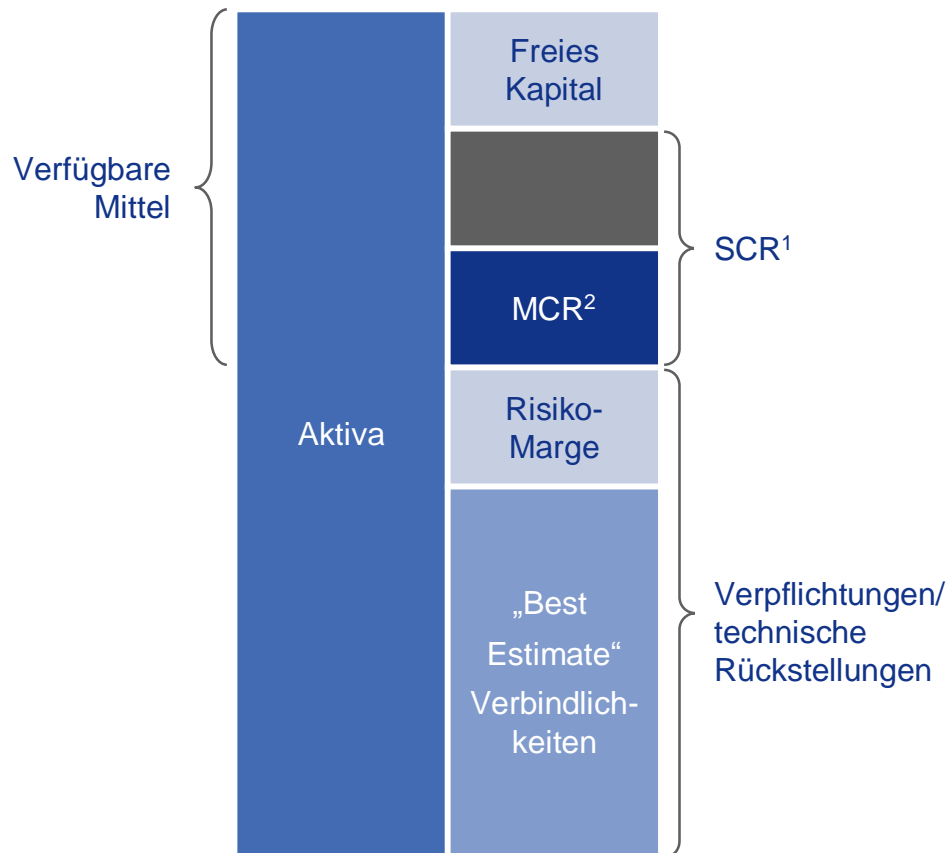 Freies
Kapital
Verfügbare
Mittel
SCR¹
MCR²
Risiko-
Marge
Aktiva
„Best
Estimate“
Verbindlich-
keiten
Verpflichtungen/
technische
Rückstellungen